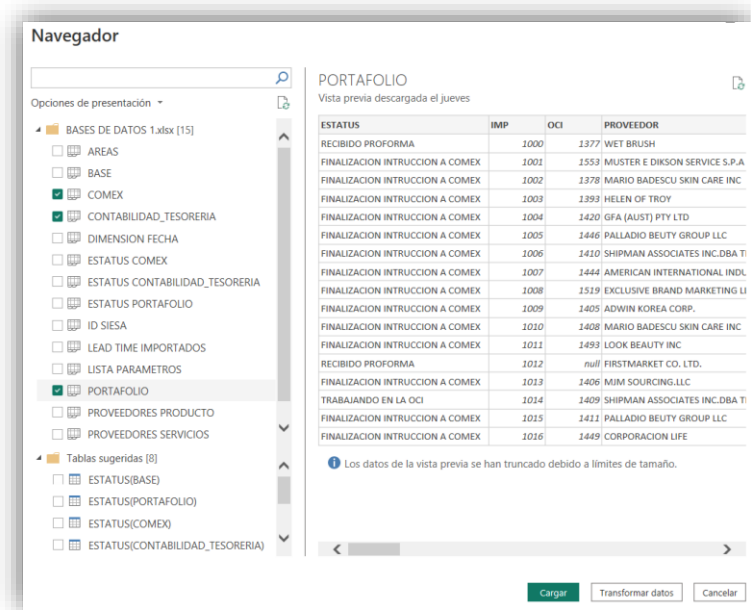 Navegador
Opciones de presentación
BASES DE DATOS 1.xlsx [15]
AREAS
BASE
COMEX
CONTABILIDAD_TESORERIA
DIMENSION FECHA
ESTATUS COMEX
ESTATUS CONTABILIDAD_TESORERIA
ESTATUS PORTAFOLIO
ID SIESA
LEAD TIME IMPORTADOS
LISTA PARAMETROS
PORTAFOLIO
PROVEEDORES PRODUCTO
PROVEEDORES SERVICIOS
Tablas sugeridas [8]
ESTATUS(BASE)
ESTATUS(PORTAFOLIO)
ESTATUS(COMEX)
ESTATUS(CONTABILIDAD_TESORERIA)
PORTAFOLIO
Vista previa descargada el jueves
ESTATUS IMP OCI PROVEEDOR
RECIBIDO PROFORMA 1000 1377 WET BRUSH
FINALIZACION INTRUCCION A COMEX 1001 1553 MUSTER E DIKSON SERVICE S.P.A
FINALIZACION INTRUCCION A COMEX 1002 1378 MARIO BADESCU SKIN CARE INC
FINALIZACION INTRUCCION A COMEX 1003 1393 HELEN OF TROY
FINALIZACION INTRUCCION A COMEX 1004 1420 GFA (AUST) PTY LTD
FINALIZACION INTRUCCION A COMEX 1005 1446 PALLADIO BEUTY GROUP LLC
FINALIZACION INTRUCCION A COMEX 1006 1410 SHIPMAN ASSOCIATES INC.DBA
FINALIZACION INTRUCCION A COMEX 1007 1444 AMERICAN INTERNATIONAL INDU
FINALIZACION INTRUCCION A COMEX 1008 1519 EXCLUSIVE BRAND MARKETING
FINALIZACION INTRUCCION A COMEX 1009 1405 ADWIN KOREA CORP.
FINALIZACION INTRUCCION A COMEX 1010 1408 MARIO BADESCU SKIN CARE INC
FINALIZACION INTRUCCION A COMEX 1011 1493 LOOK BEAUTY INC
RECIBIDO PROFORMA 1012 null FIRSTMARKET CO. LTD.
FINALIZACION INTRUCCION A COMEX 1013 1406 MJM SOURCING.LLC
TRABAJANDO EN LA OCI 1014 1409 SHIPMAN ASSOCIATES INC.DBA
FINALIZACION INTRUCCION A COMEX 1015 1411 PALLADIO BEUTY GROUP LLC
FINALIZACION INTRUCCION A COMEX 1016 1449 CORPORACION LIFE
Los datos de la vista previa se han truncado debido a límites de tamaño.
Cargar Transformar datos Cancelar